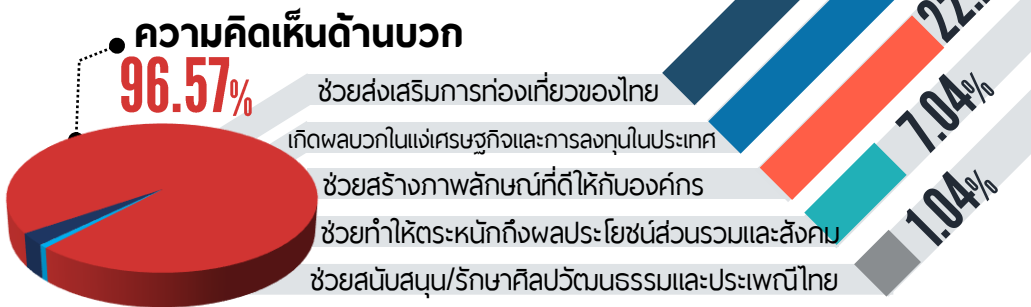 ความคิดเห็นด้านบวก
96.57%
ช่วยส่งเสริมการท่องเที่ยวของไทย
เกิดผลบวกในแง่เศรษฐกิจและการลงทุนในประเทศ
ช่วยสร้างภาพลักษณ์ที่ดีให้กับองค์กร
7.04%
ช่วยทำให้ตระหนักถึงผลประโยชน์ส่วนรวมและสังคม
1.04%
ช่วยสนับสนุน/รักษาศิลปวัฒนธรรมและประเพณีไทย